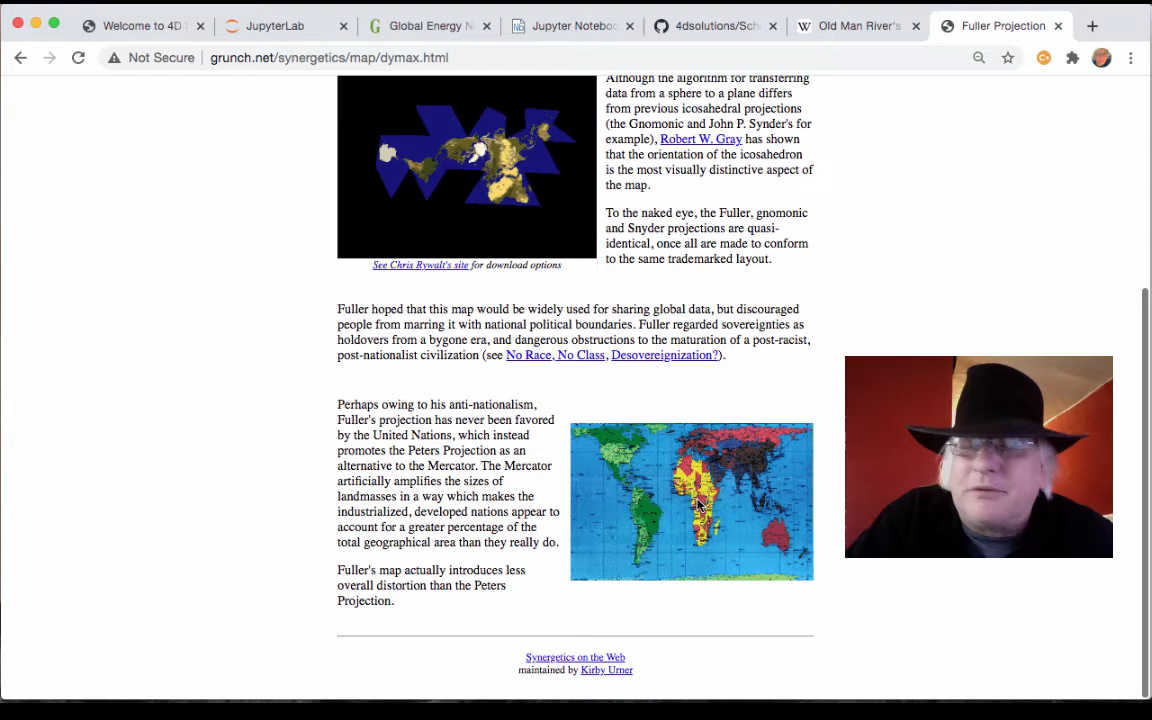 Welcome to 4D S
JupyterLab
Global Energy N
Jupyter Noteboo
4dsolutions/Sch
Old Man River's
Fuller Projection
Not Secure
grunch.net/synergetics/map/dymax.html
Although the algorithm for transferring
data from a sphere to a plane differs
from previous icosahedral projections
(the Gnomonic and John P. Synder's for
example), Robert W. Gray has shown
that the orientation of the icosahedron
is the most visually distinctive aspect of
the map.
To the naked eye, the Fuller, gnomonic
and Snyder projections are quasi-
identical, once all are made to conform
to the same trademarked layout.
See Chris Rywalt's site for download options
Fuller hoped that this map would be widely used for sharing global data, but discouraged
people from marring it with national political boundaries. Fuller regarded sovereignties as
holdovers from a bygone era, and dangerous obstructions to the maturation of a post-racist,
post-nationalist civilization (see No Race, No Class, Desovereignization?).
Perhaps owing to his anti-nationalism,
Fuller's projection has never been favored
by the United Nations, which instead
promotes the Peters Projection as an
alternative to the Mercator. The Mercator
artificially amplifies the sizes of
landmasses in a way which makes the
industrialized, developed nations appear to
account for a greater percentage of the
total geographical area than they really do.
Fuller's map actually introduces less
overall distortion than the Peters
Projection.
Synergetics on the Web
maintained by Kirby Urner